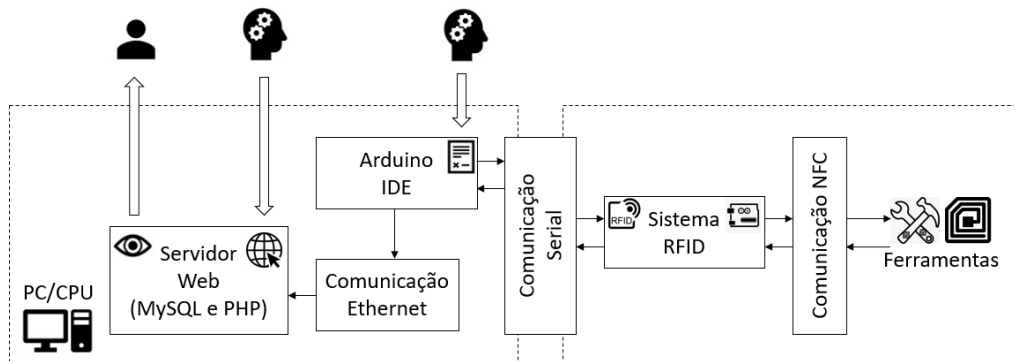 Arduino
IDE
Servidor
Web
(MySQL e PHP)
PC/CPU
Comunicação
Ethernet
Comunicação
Serial
RFID
Sistema
RFID
Comunicação NFC
Ferramentas